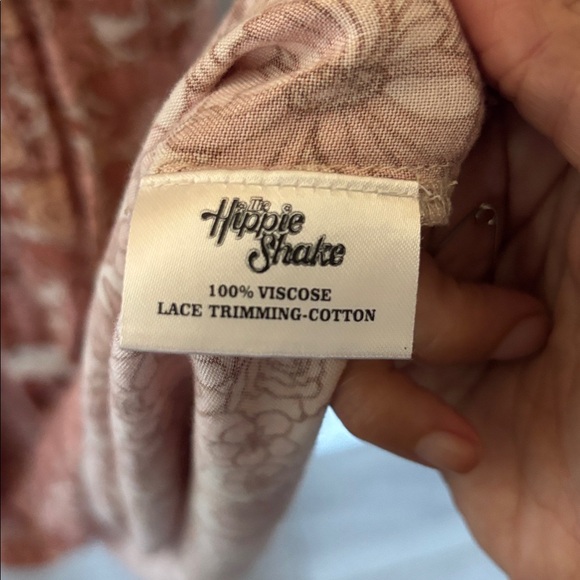 The
Hippie
Shake
100% VISCOSE
LACE TRIMMING-COTTON